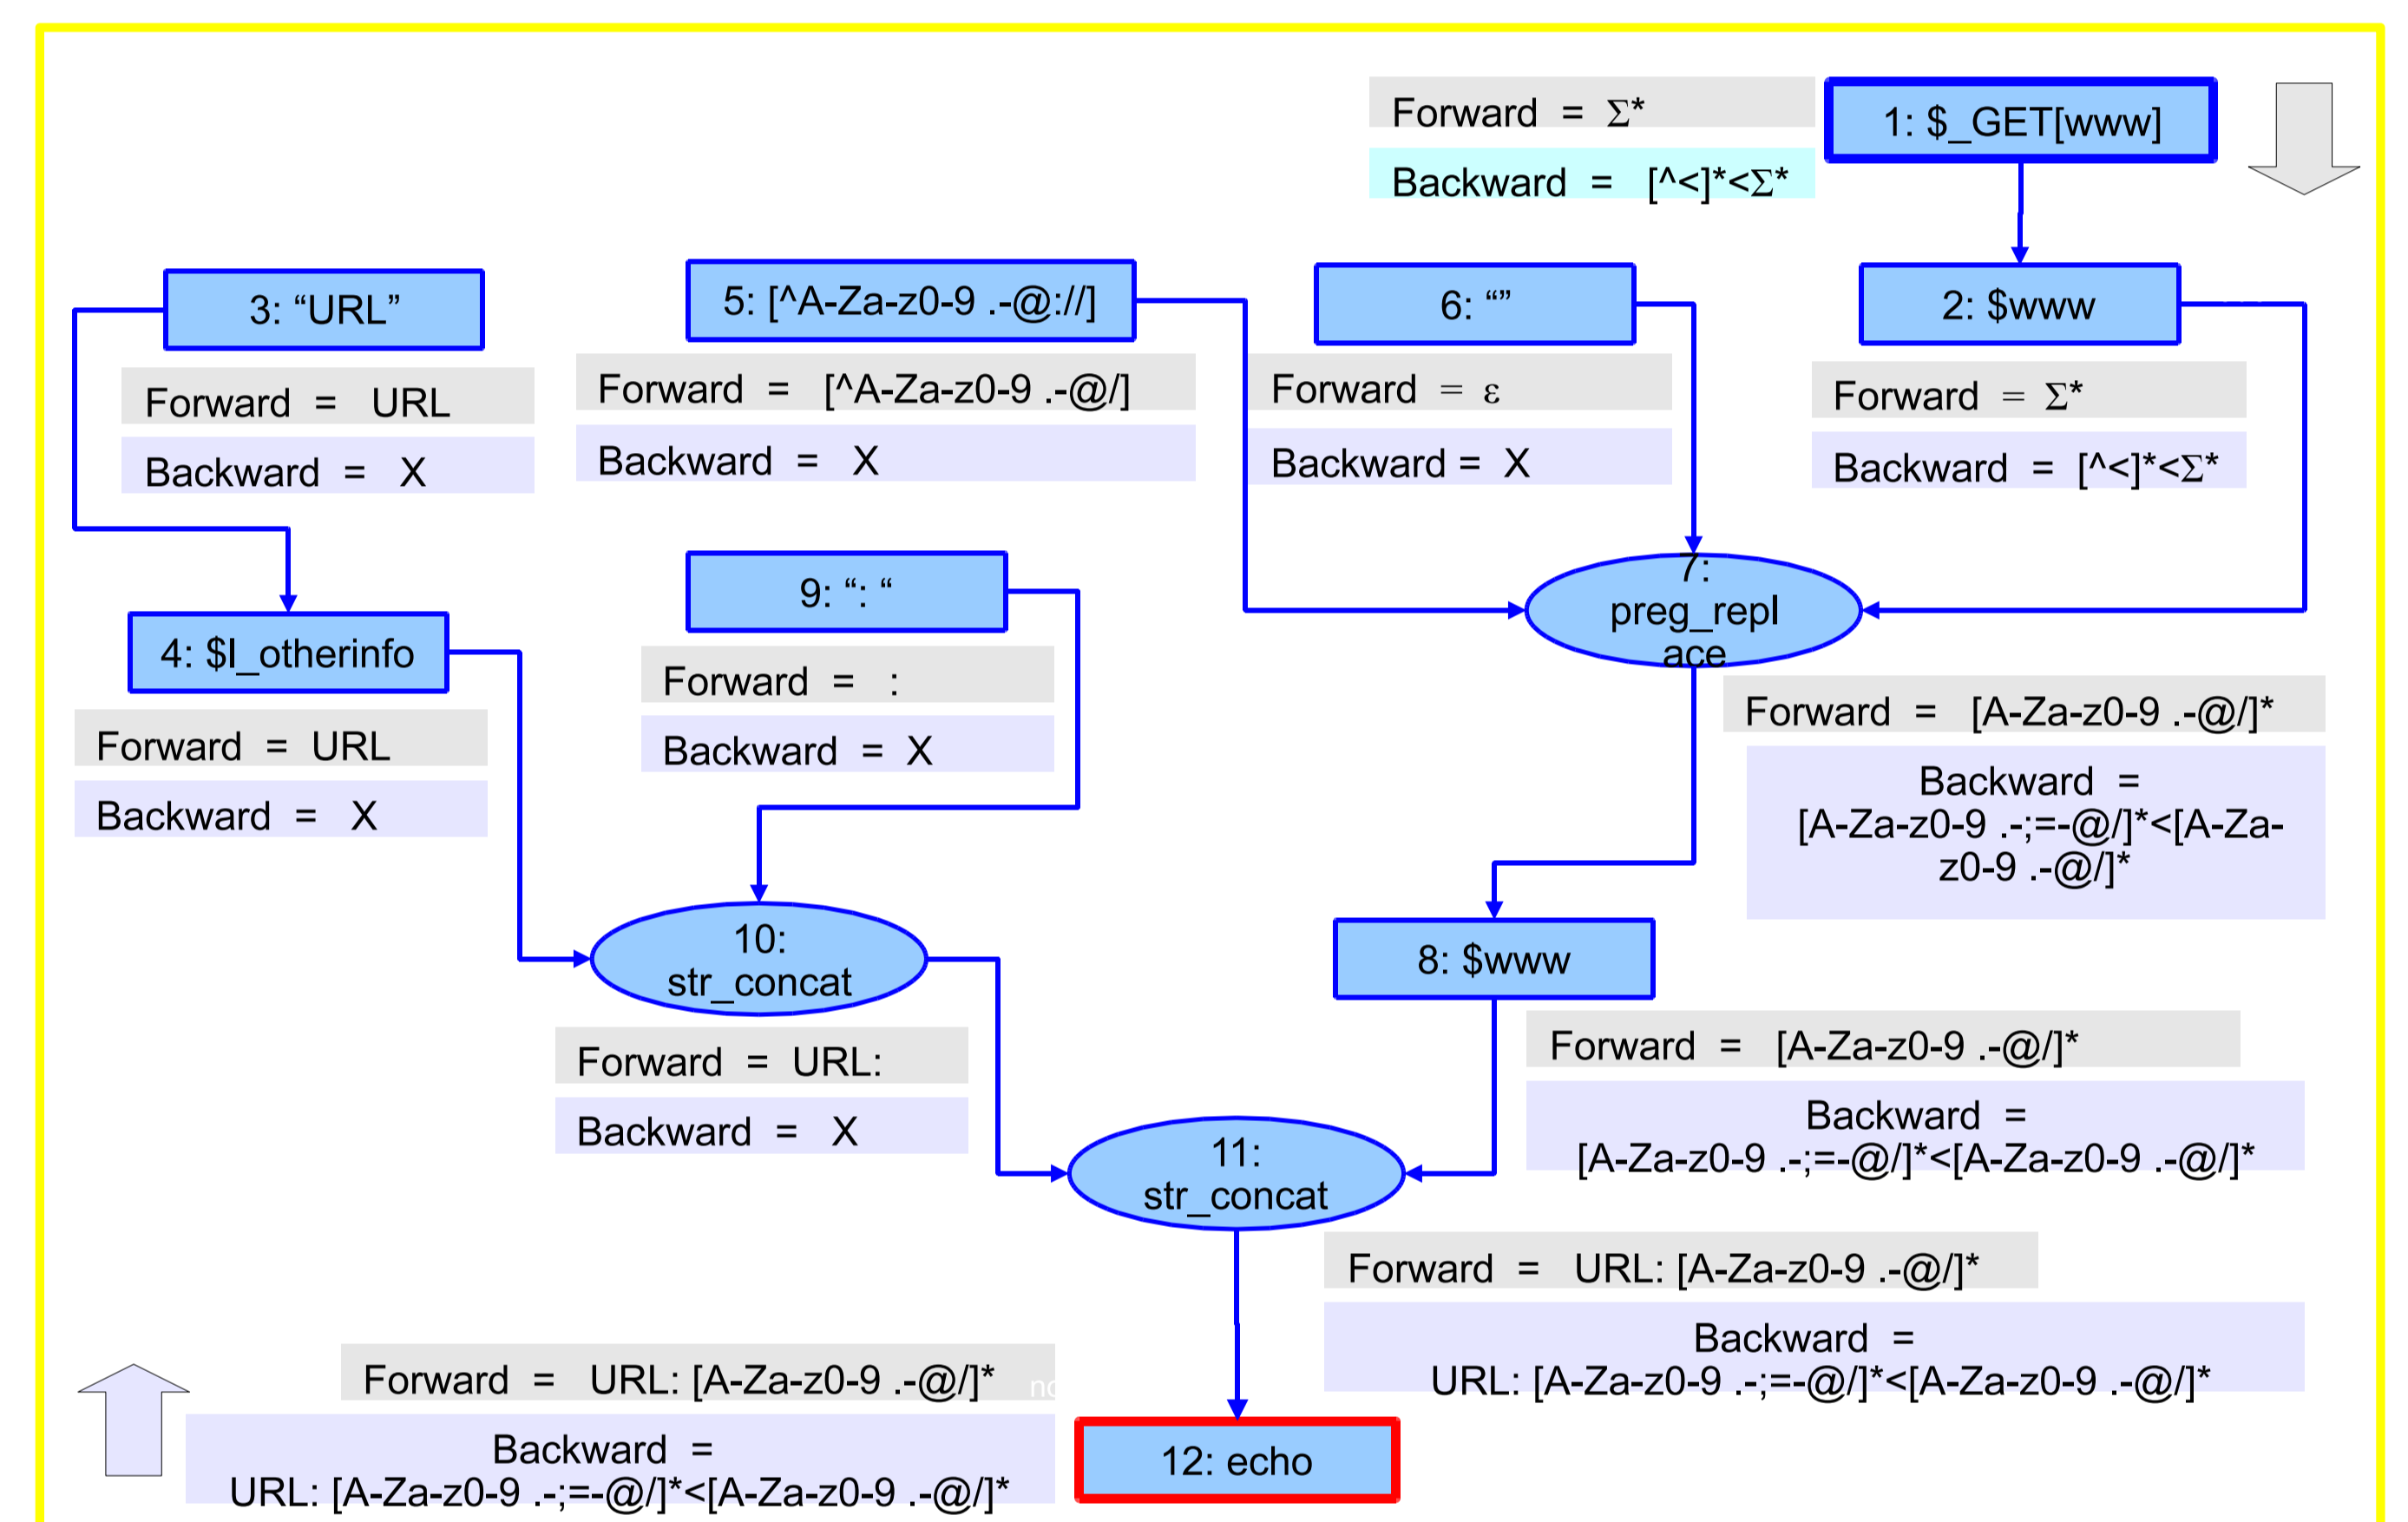 Forward = Σ*
1: $_GET[www]
Backward = [^<]*<Σ*
3: “URL”
5: [^A-Za-z0-9 .-@://]
6: “”
2: $www
Forward = URL
Backward = X
Forward = [^A-Za-z0-9 .-@/]
Backward = X
Forward = ε
Backward = X
Forward = Σ*
Backward = [^<]*<Σ*
4: $l_otherinfo
9: “: “
7:
preg_repl
ace
Forward = URL
Backward = X
Forward = :
Backward = X
Forward = [A-Za-z0-9 .-@/]*
Backward =
[A-Za-z0-9 .-;=-@/]*<[A-Za-
z0-9 .-@/]*
10:
str_concat
8: $www
Forward = URL:
Backward = X
Forward = [A-Za-z0-9 .-@/]*
Backward =
[A-Za-z0-9 .-;=-@/]*<[A-Za-z0-9 .-@/]*
11:
str_concat
Forward = URL: [A-Za-z0-9 .-@/]*
Backward =
URL: [A-Za-z0-9 .-;=-@/]*<[A-Za-z0-9 .-@/]*
Forward = URL: [A-Za-z0-9 .-@/]*
Backward =
URL: [A-Za-z0-9 .-;=-@/]*<[A-Za-z0-9 .-@/]*
12: echo